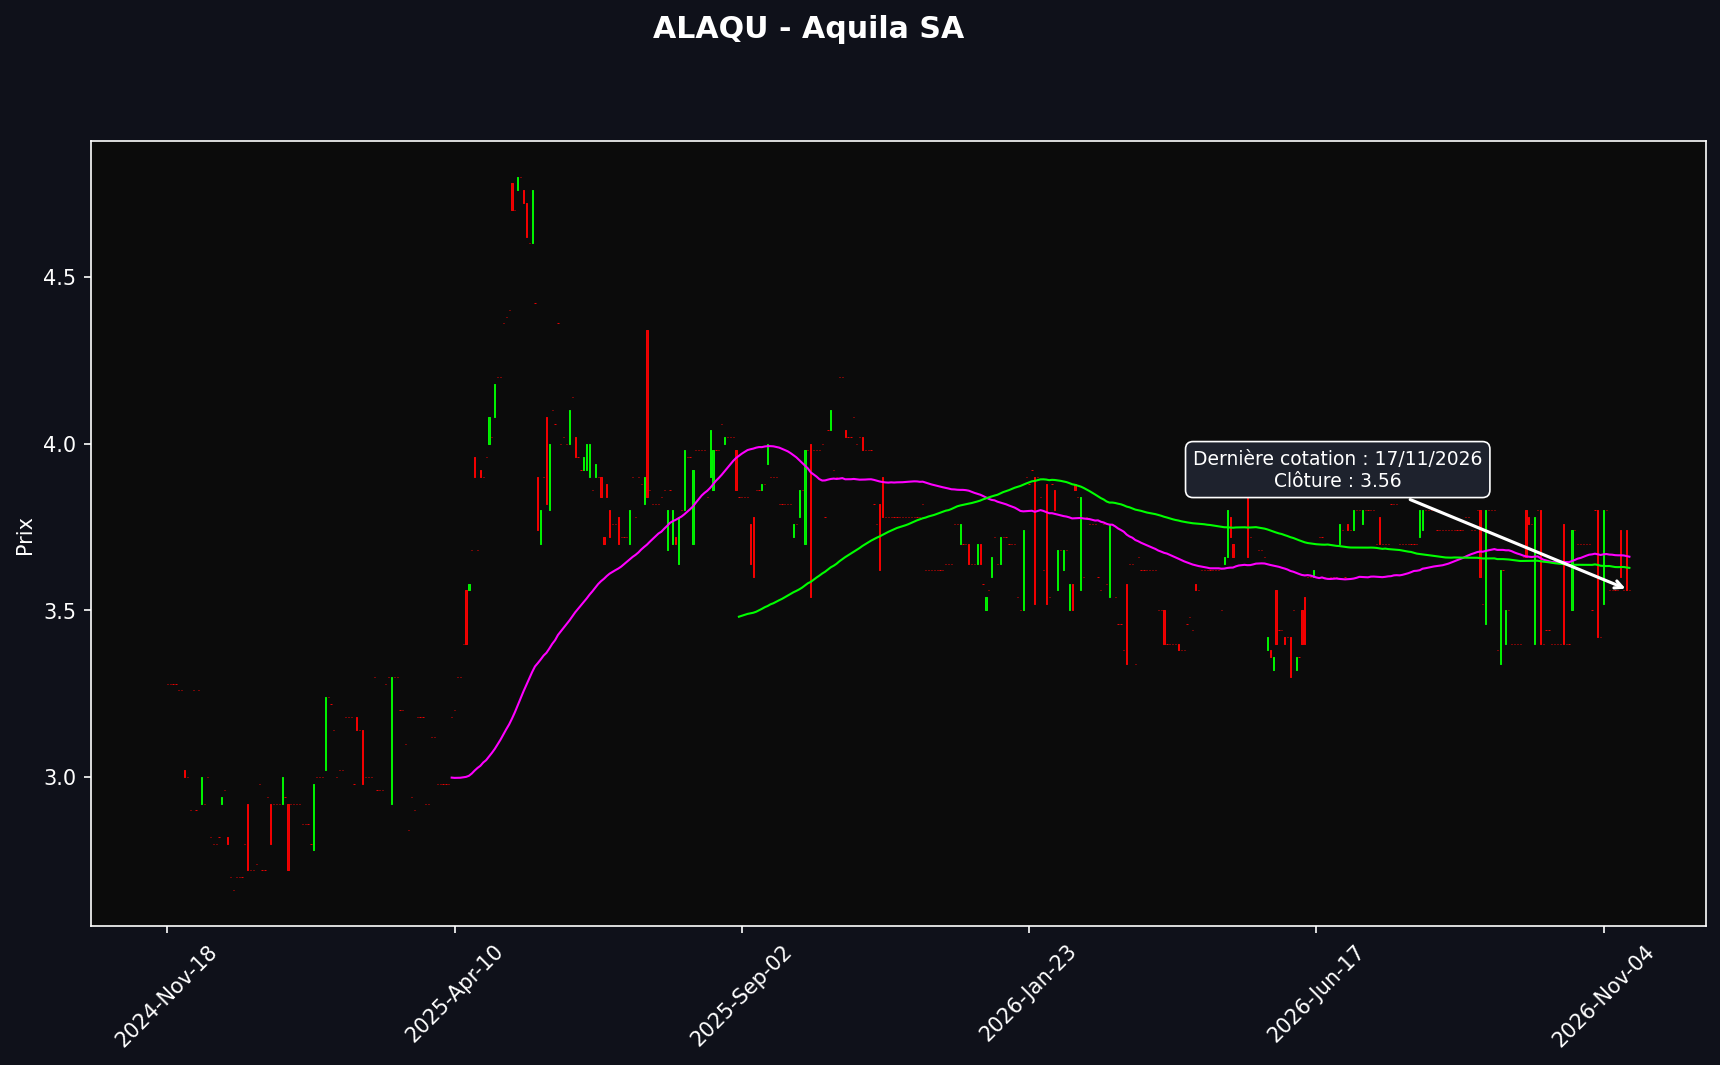 ALAQU - Aquila SA
Prix
4.5
4.0
3.5
3.0
Dernière cotation : 17/11/2026
Clôture : 3.56
2024-Nov-18
2025-Apr-10
2025-Sep-02
2026-Jan-23
2026-Jun-17
2026-Nov-04